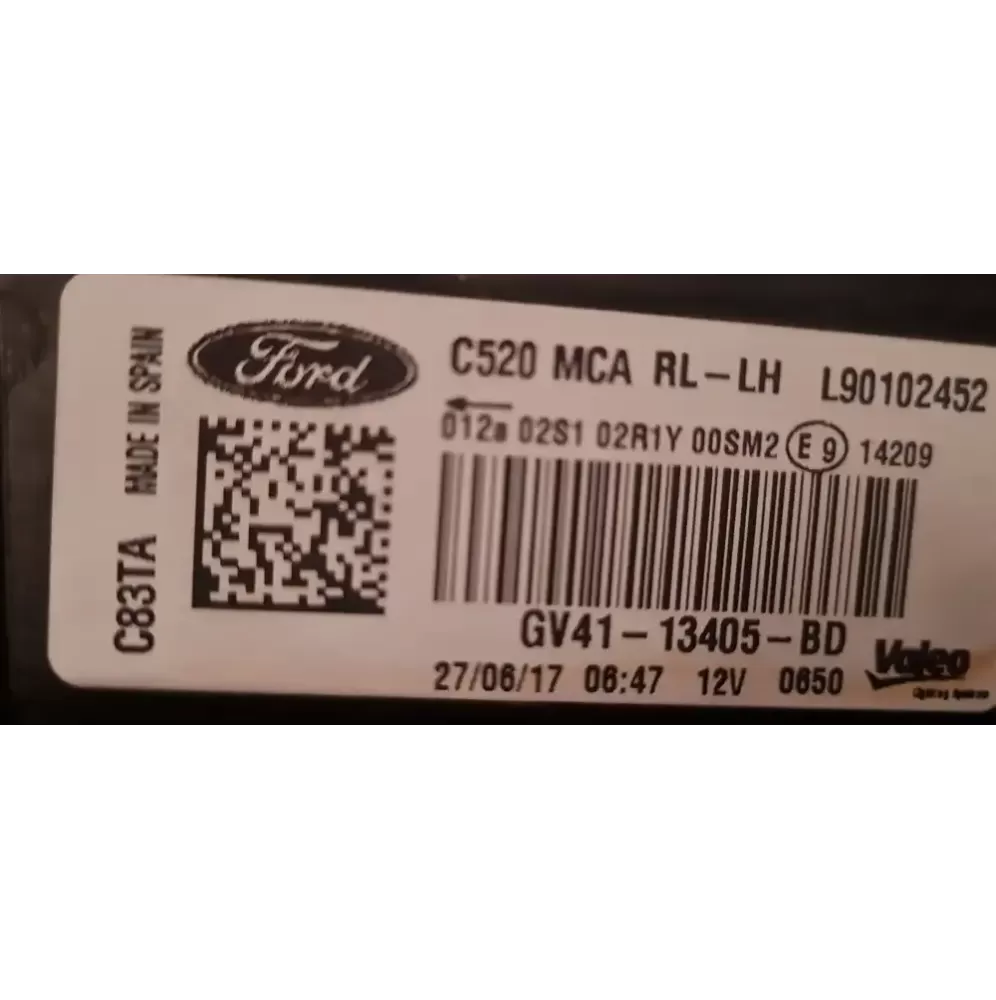 MADE IN SPAIN
C83TA
Ford
C520 MCA RL-LH L90102452
012a 02S1 02R1Y 00SM2 E 9 14209
GV41-13405-BD
27/06/17 06:47 12V 0650
Valeo